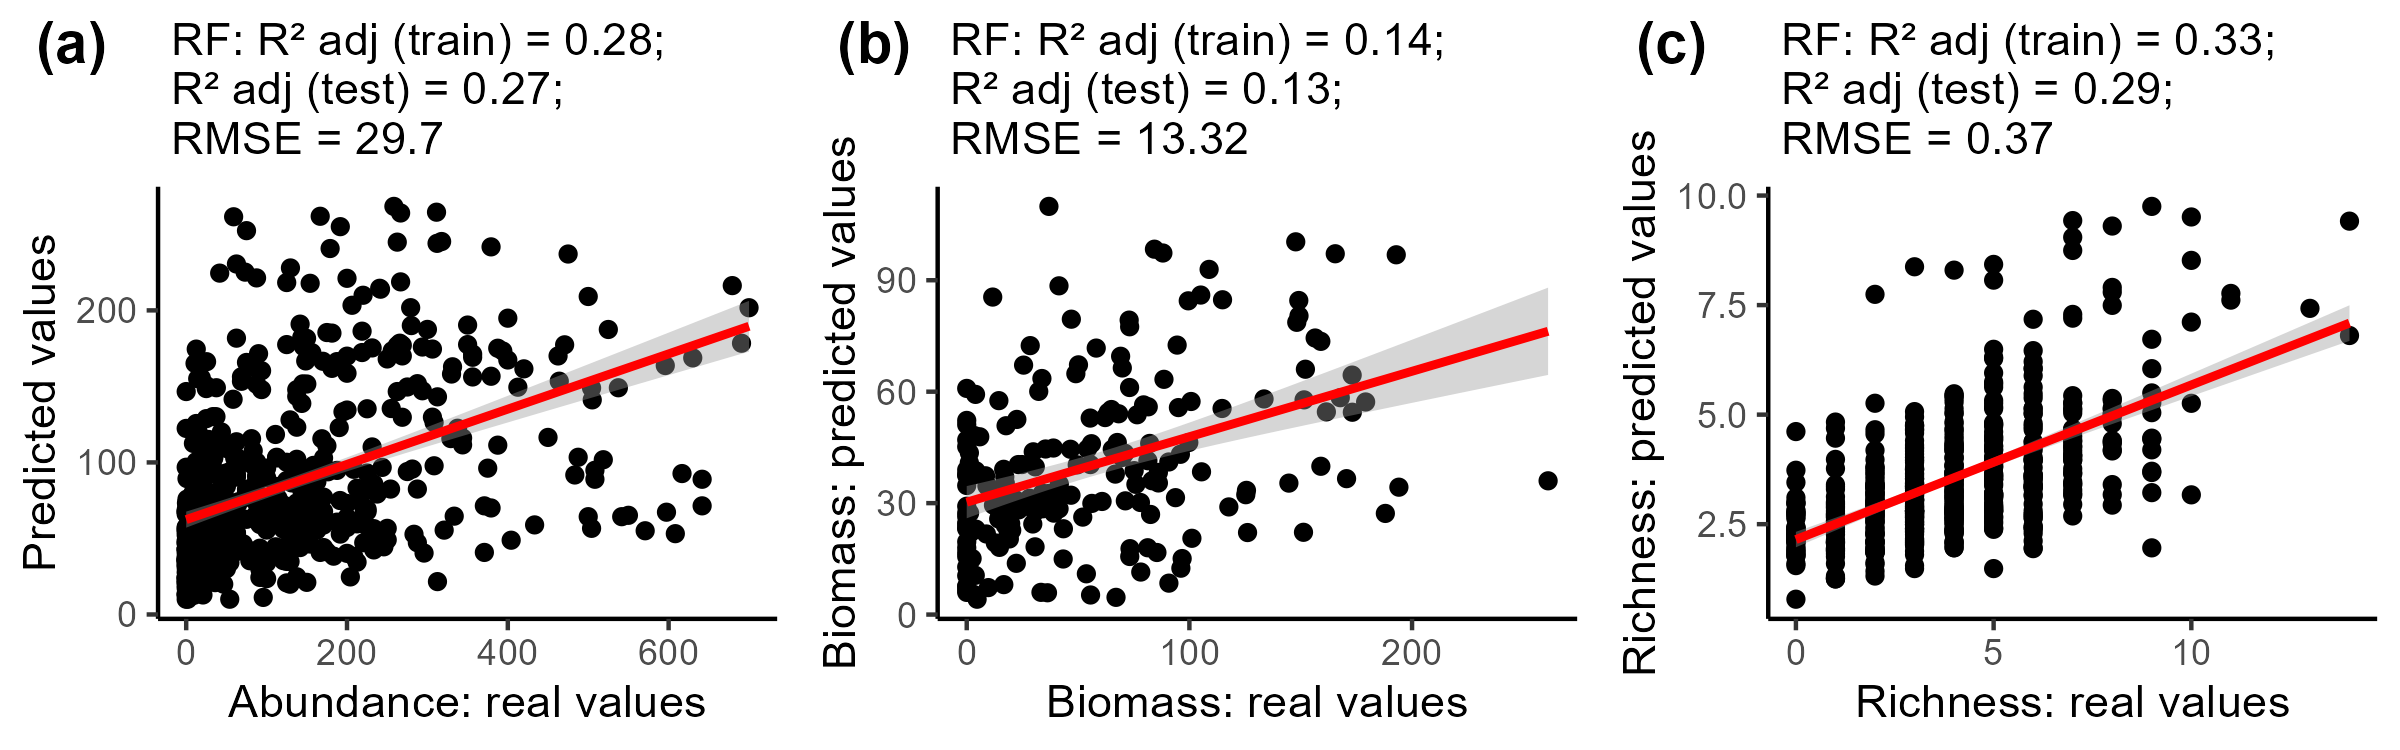 (a)
RF: R² adj (train) = 0.28;
R² adj (test) = 0.27;
RMSE = 29.7
Predicted values
200
100
0
0 200 400 600
Abundance: real values
(b)
RF: R² adj (train) = 0.14;
R² adj (test) = 0.13;
RMSE = 13.32
Biomass: predicted values
90
60
30
0
0 100 200
Biomass: real values
(c)
RF: R² adj (train) = 0.33;
R² adj (test) = 0.29;
RMSE = 0.37
Richness: predicted values
10.0
7.5
5.0
2.5
0 5 10
Richness: real values